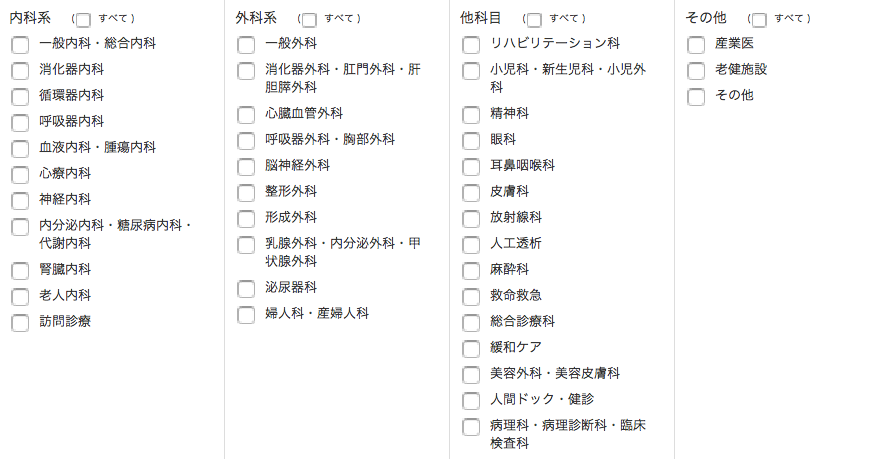 内科系 ( すべて )
一般内科・総合内科
消化器内科
循環器内科
呼吸器内科
血液内科・腫瘍内科
心療内科
神経内科
内分泌内科・糖尿病内科・
代謝内科
腎臓内科
老人内科
訪問診療
外科系 ( すべて )
一般外科
消化器外科・肛門外科・肝
胆膵外科
心臓血管外科
呼吸器外科・胸部外科
脳神経外科
整形外科
形成外科
乳腺外科・内分泌外科・甲
状腺外科
泌尿器科
婦人科・産婦人科
他科目 ( すべて )
リハビリテーション科
小児科・新生児科・小児外
科
精神科
眼科
耳鼻咽喉科
皮膚科
放射線科
人工透析
麻酔科
救命救急
総合診療科
緩和ケア
美容外科・美容皮膚科
人間ドック・健診
病理科・病理診断科・臨床
検査科
その他 ( すべて )
産業医
老健施設
その他